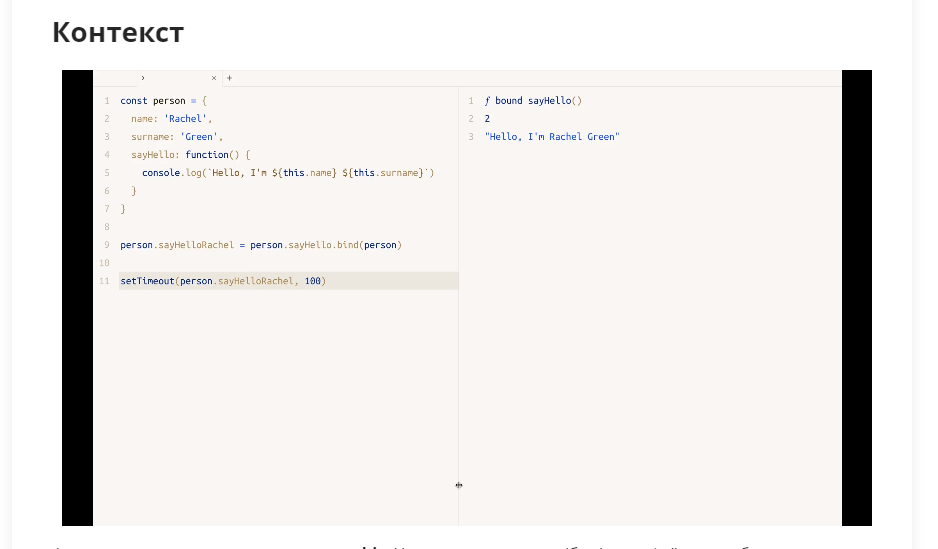 Контекст
› × +
1 const person = {
2 name: 'Rachel',
3 surname: 'Green',
4 sayHello: function() {
5 console.log(`Hello, I'm ${this.name} ${this.surname}`)
6 }
7 }
8
9 person.sayHelloRachel = person.sayHello.bind(person)
10
11 setTimeout(person.sayHelloRachel, 100)
1 ƒ bound sayHello()
2 2
3 "Hello, I'm Rachel Green"